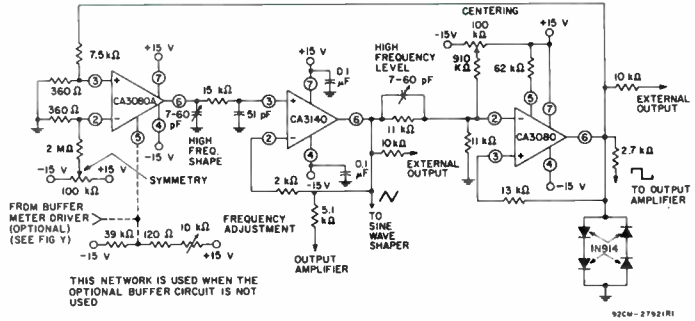 CENTERING
-15V
100
kΩ
+15 V
7.5 kΩ
+15 V
+15 V
0.1
µF
HIGH
FREQUENCY
LEVEL
7-60 pF
910
KΩ
62 kΩ
10 kΩ
EXTERNAL
OUTPUT
360 Ω
3
7
CA3080A
6
15 kΩ
3
7
CA3140
6
11 kΩ
2
5
7
CA3080
6
360 Ω
2
4
5
-15 V
7-60
pF
51 pF
HIGH
FREQ.
SHAPE
2
4
0.1
µF
10kΩ
EXTERNAL
OUTPUT
11
kΩ
3
4
-15 V
2.7 kΩ
TO OUTPUT
AMPLIFIER
2 MΩ
-15 V
+15 V
100 kΩ
SYMMETRY
2 kΩ
-15 V
5.1
kΩ
13 kΩ
FROM BUFFER
METER DRIVER
(OPTIONAL)
(SEE FIG Y)
FREQUENCY
ADJUSTMENT
TO
SINE
WAVE
SHAPER
1N914
39 kΩ
120 Ω
10 kΩ
-15 V
+15 V
OUTPUT
AMPLIFIER
THIS NETWORK IS USED WHEN THE
OPTIONAL BUFFER CIRCUIT IS NOT
USED
92CM-27921R1